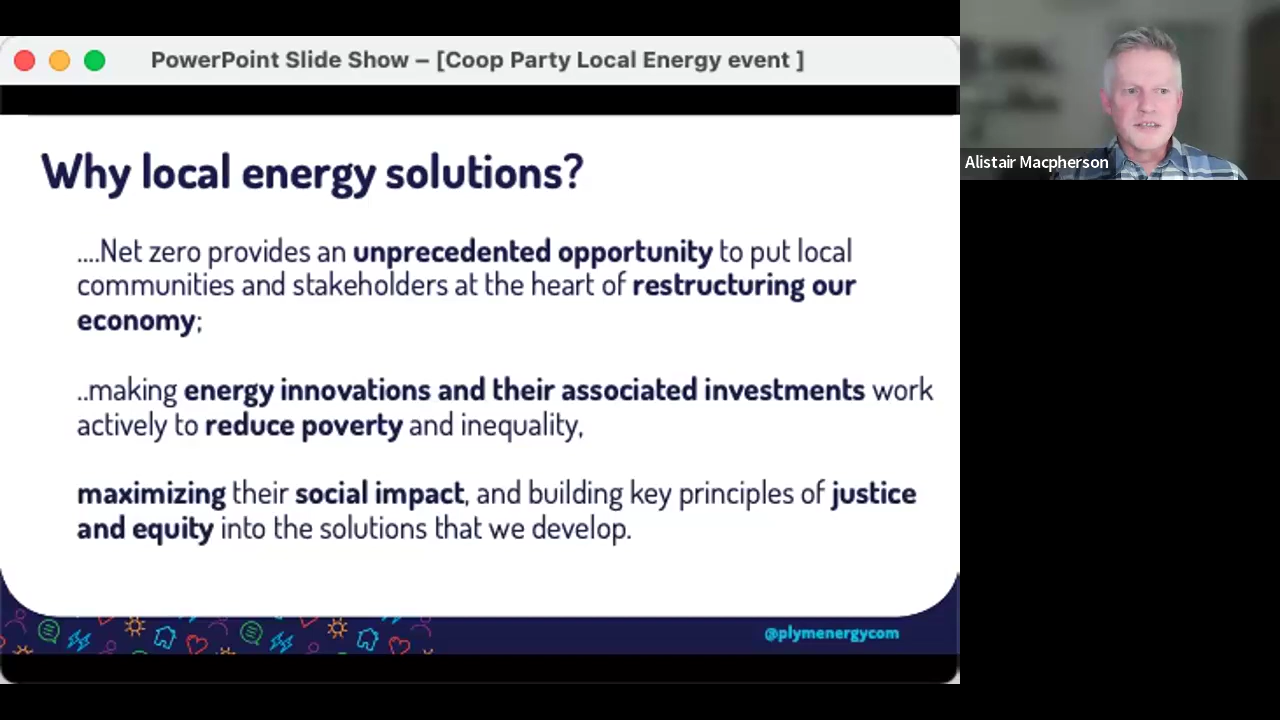 PowerPoint Slide Show – [Coop Party Local Energy event ]
Alistair Macpherson
Why local energy solutions?
....Net zero provides an unprecedented opportunity to put local
communities and stakeholders at the heart of restructuring our
economy;
..making energy innovations and their associated investments work
actively to reduce poverty and inequality,
maximizing their social impact, and building key principles of justice
and equity into the solutions that we develop.
@plymenergycom